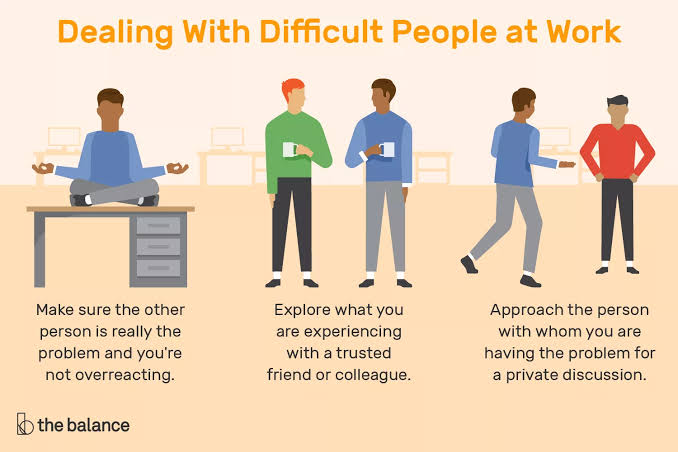 Dealing With Difficult People at Work
Make sure the other
person is really the
problem and you're
not overreacting.
Explore what you
are experiencing
with a trusted
friend or colleague.
Approach the person
with whom you are
having the problem for
a private discussion.
the balance